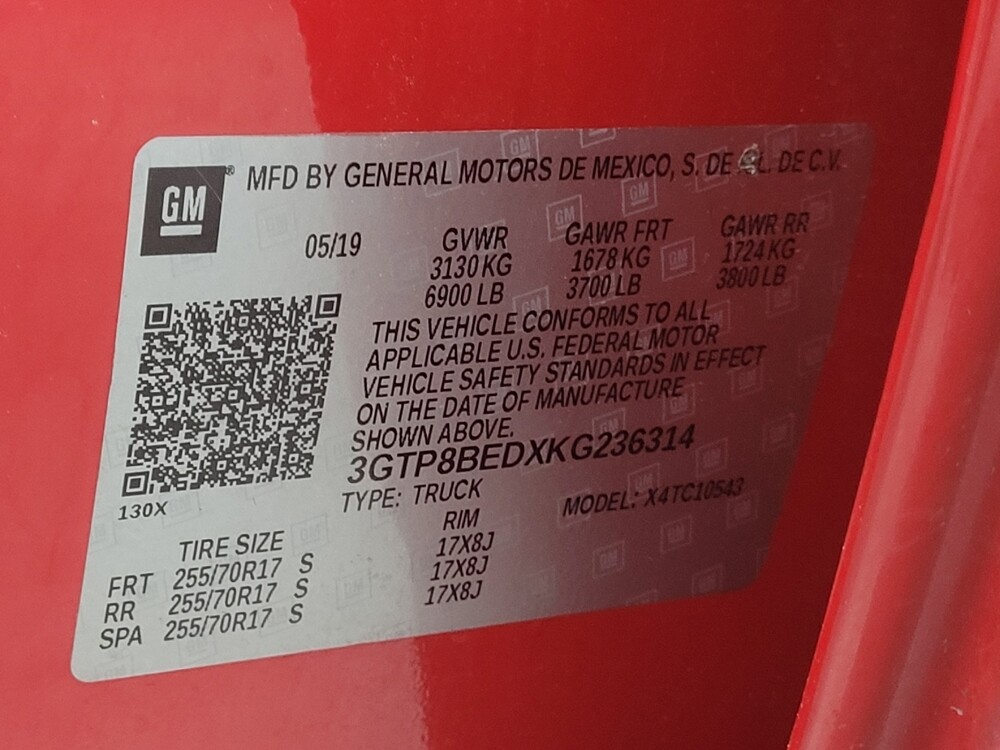 GM ® MFD BY GENERAL MOTORS DE MEXICO, S. DE R.L. DE C.V.
05/19 GVWR GAWR FRT GAWR RR
3130 KG 1678 KG 1724 KG
6900 LB 3700 LB 3800 LB
THIS VEHICLE CONFORMS TO ALL
APPLICABLE U.S. FEDERAL MOTOR
VEHICLE SAFETY STANDARDS IN EFFECT
ON THE DATE OF MANUFACTURE
SHOWN ABOVE.
3GTP8BEDXKG236314
130X TYPE: TRUCK MODEL: X4TC10543
TIRE SIZE RIM
FRT 255/70R17 S 17X8J
RR 255/70R17 S 17X8J
SPA 255/70R17 S 17X8J